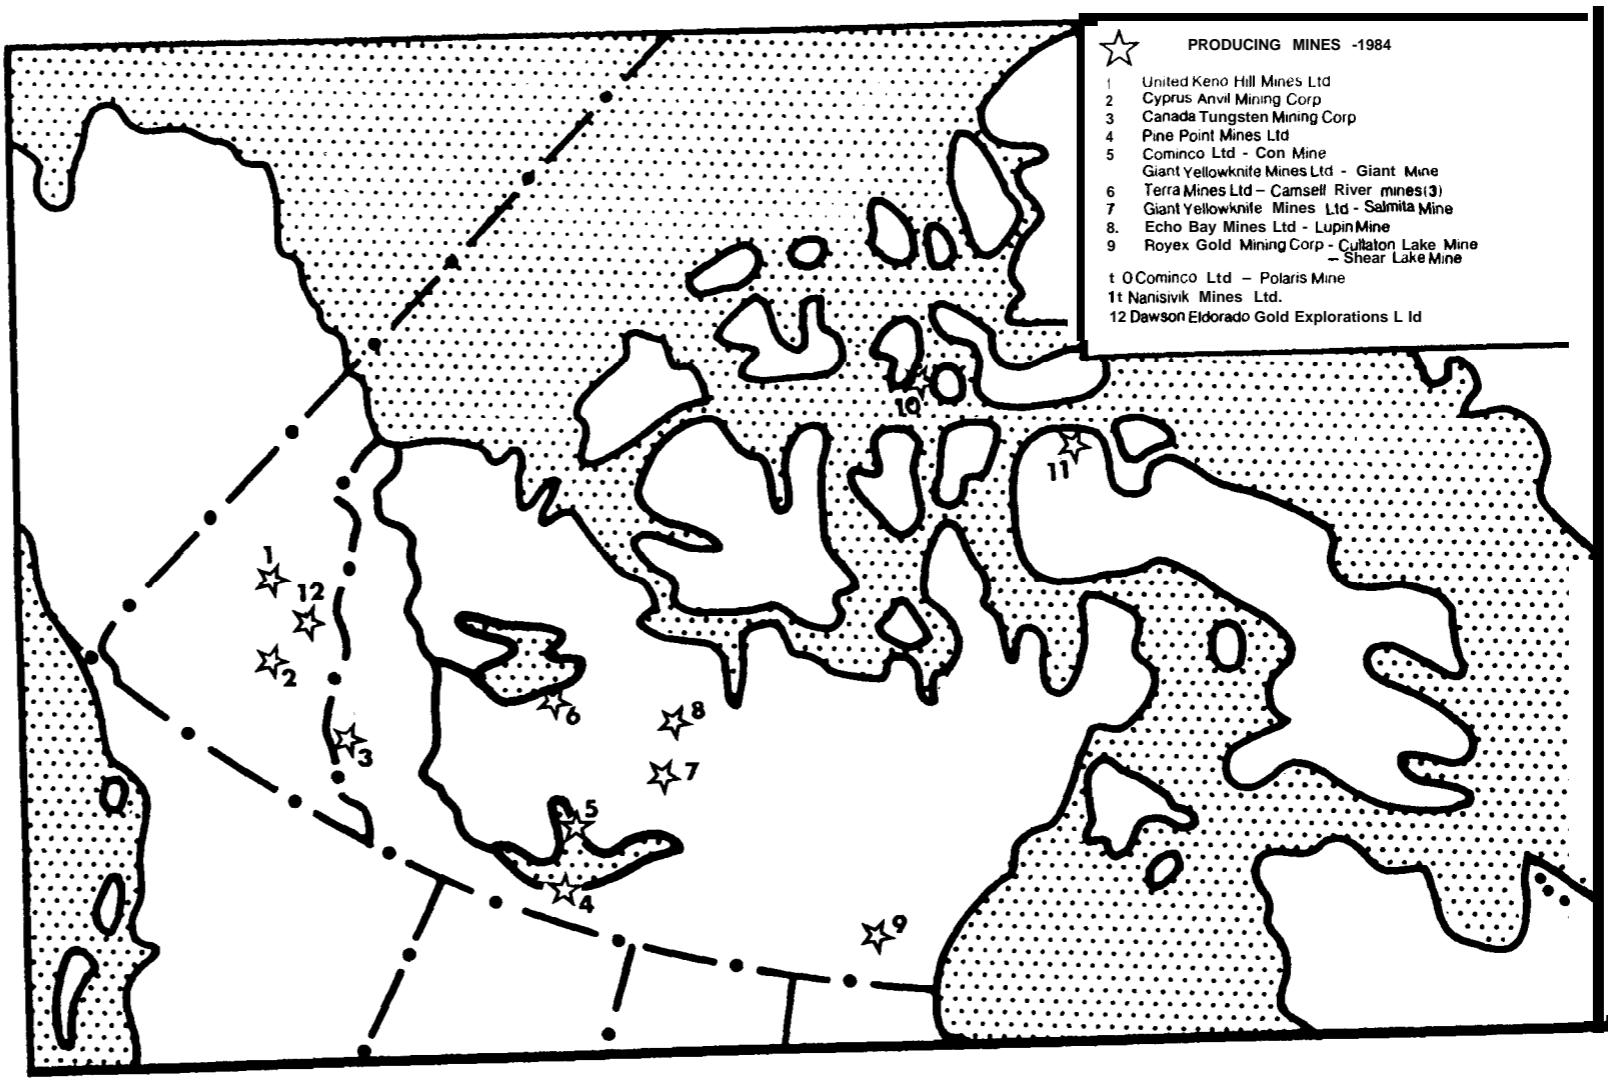 PRODUCING MINES -1984
1 United Keno Hill Mines Ltd
2 Cyprus Anvil Mining Corp
3 Canada Tungsten Mining Corp
4 Pine Point Mines Ltd
5 Cominco Ltd - Con Mine
Giant Yellowknife Mines Ltd - Giant Mine
6 Terra Mines Ltd – Camsell River mines(3)
7 Giant Yellowknife Mines Ltd - Salmita Mine
8. Echo Bay Mines Ltd - Lupin Mine
9 Royex Gold Mining Corp - Cullaton Lake Mine
– Shear Lake Mine
t 0 Cominco Ltd – Polaris Mine
1t Nanisivik Mines Ltd.
12 Dawson Eldorado Gold Explorations L ld
10
11
1
12
2
3
6
8
7
5
4
9